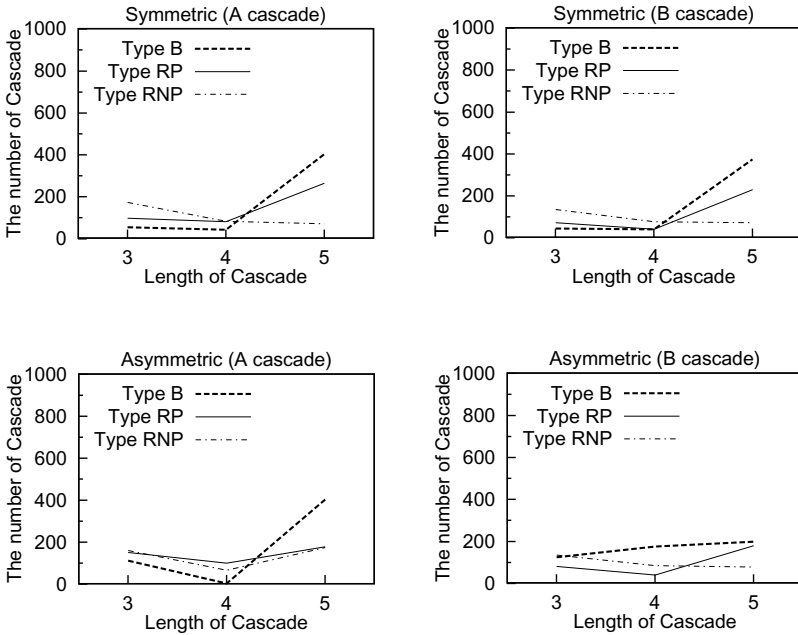 Symmetric (A cascade)
The number of Cascade
1000
800
600
400
200
0
Type B
Type RP
Type RNP
3 4 5
Length of Cascade
Symmetric (B cascade)
The number of Cascade
1000
800
600
400
200
0
Type B
Type RP
Type RNP
3 4 5
Length of Cascade
Asymmetric (A cascade)
The number of Cascade
1000
800
600
400
200
0
Type B
Type RP
Type RNP
3 4 5
Length of Cascade
Asymmetric (B cascade)
The number of Cascade
1000
800
600
400
200
0
Type B
Type RP
Type RNP
3 4 5
Length of Cascade